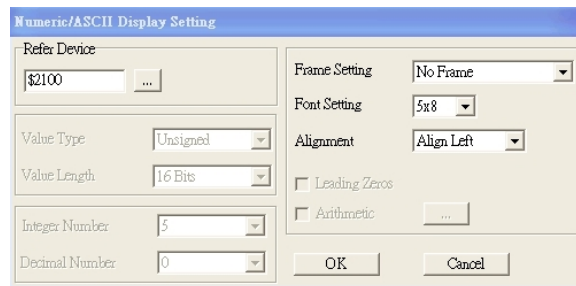 Numeric/ASCII Display Setting
Refer Device
$2100
...
Value Type
Unsigned
Value Length
16 Bits
Integer Number
5
Decimal Number
0
Frame Setting
No Frame
Font Setting
5x8
Alignment
Align Left
Leading Zeros
Arithmetic
...
OK
Cancel